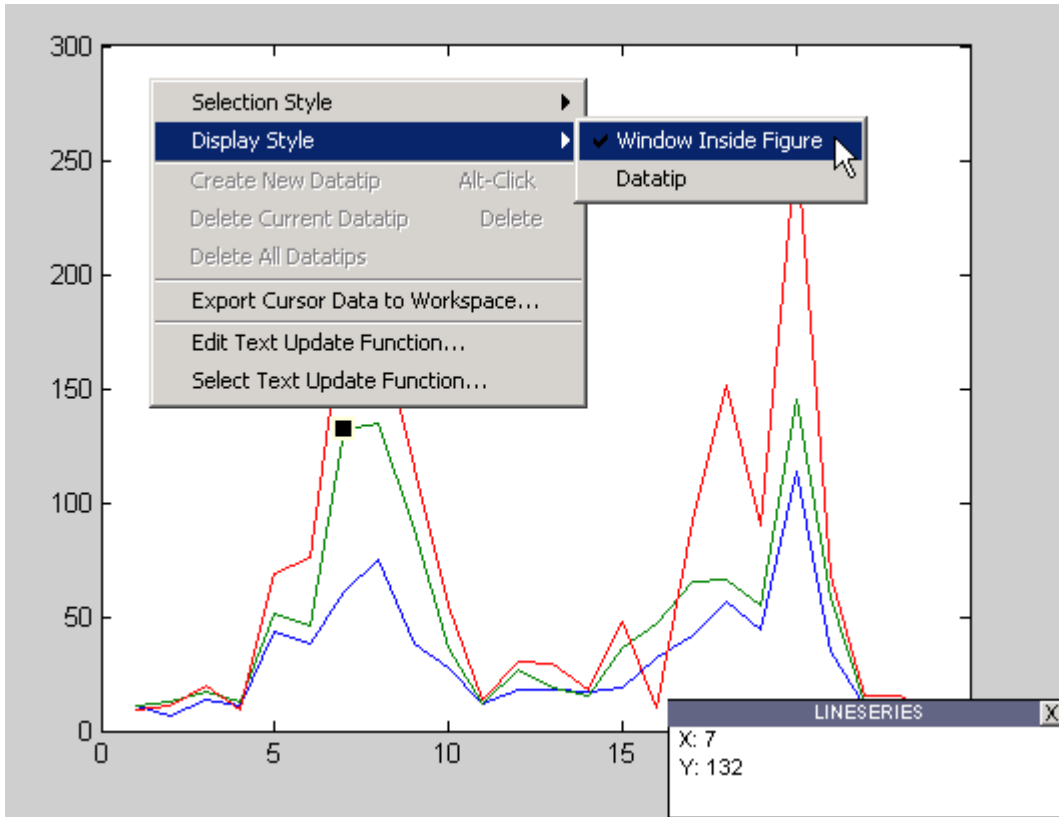 300
250
200
150
100
50
0
0 5 10 15
Selection Style
Display Style
Create New Datatip Alt-Click
Delete Current Datatip Delete
Delete All Datatips
Export Cursor Data to Workspace...
Edit Text Update Function...
Select Text Update Function...
Window Inside Figure
Datatip
LINESERIES X
X: 7
Y: 132